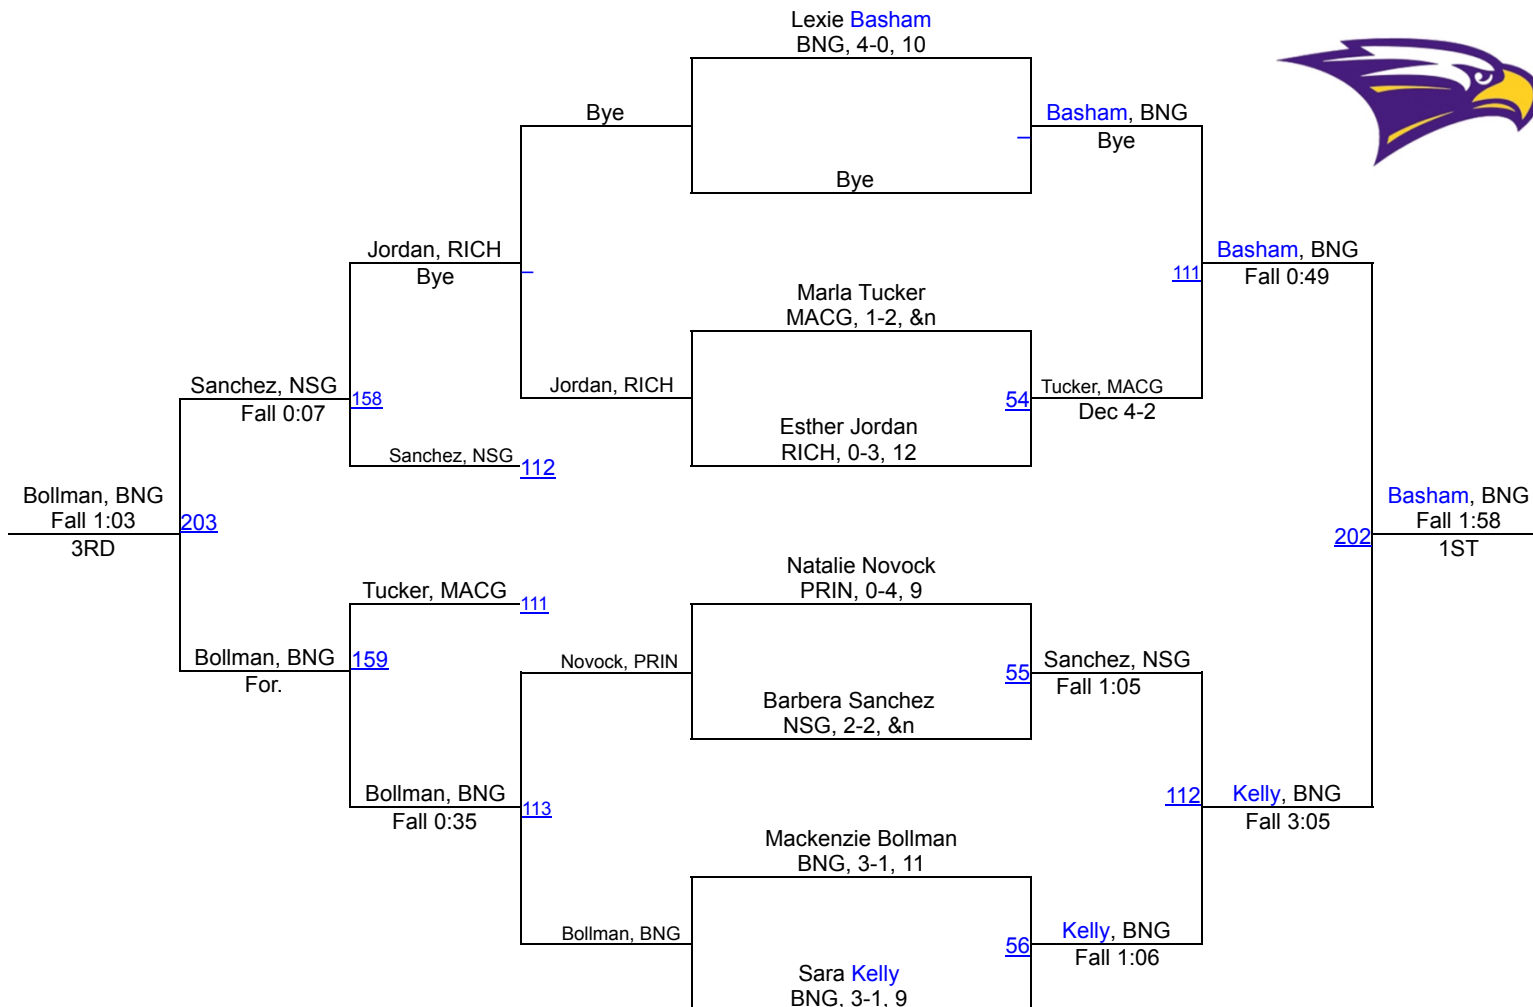 Lexie Basham
BNG, 4-0, 10
Bye
Basham, BNG
Bye
–
Bye
Jordan, RICH
Bye
–
Basham, BNG
Fall 0:49
111
Marla Tucker
MACG, 1-2, &n
Jordan, RICH
Tucker, MACG
Dec 4-2
54
Sanchez, NSG
Fall 0:07
158
Esther Jordan
RICH, 0-3, 12
Sanchez, NSG
112
Bollman, BNG
Fall 1:03
3RD
203
Basham, BNG
Fall 1:58
1ST
202
Natalie Novock
PRIN, 0-4, 9
Tucker, MACG
111
Bollman, BNG
For.
159
Novock, PRIN
Sanchez, NSG
Fall 1:05
55
Barbera Sanchez
NSG, 2-2, &n
Bollman, BNG
Fall 0:35
113
112
Kelly, BNG
Fall 3:05
Mackenzie Bollman
BNG, 3-1, 11
Bollman, BNG
Kelly, BNG
Fall 1:06
56
Sara Kelly
BNG, 3-1, 9